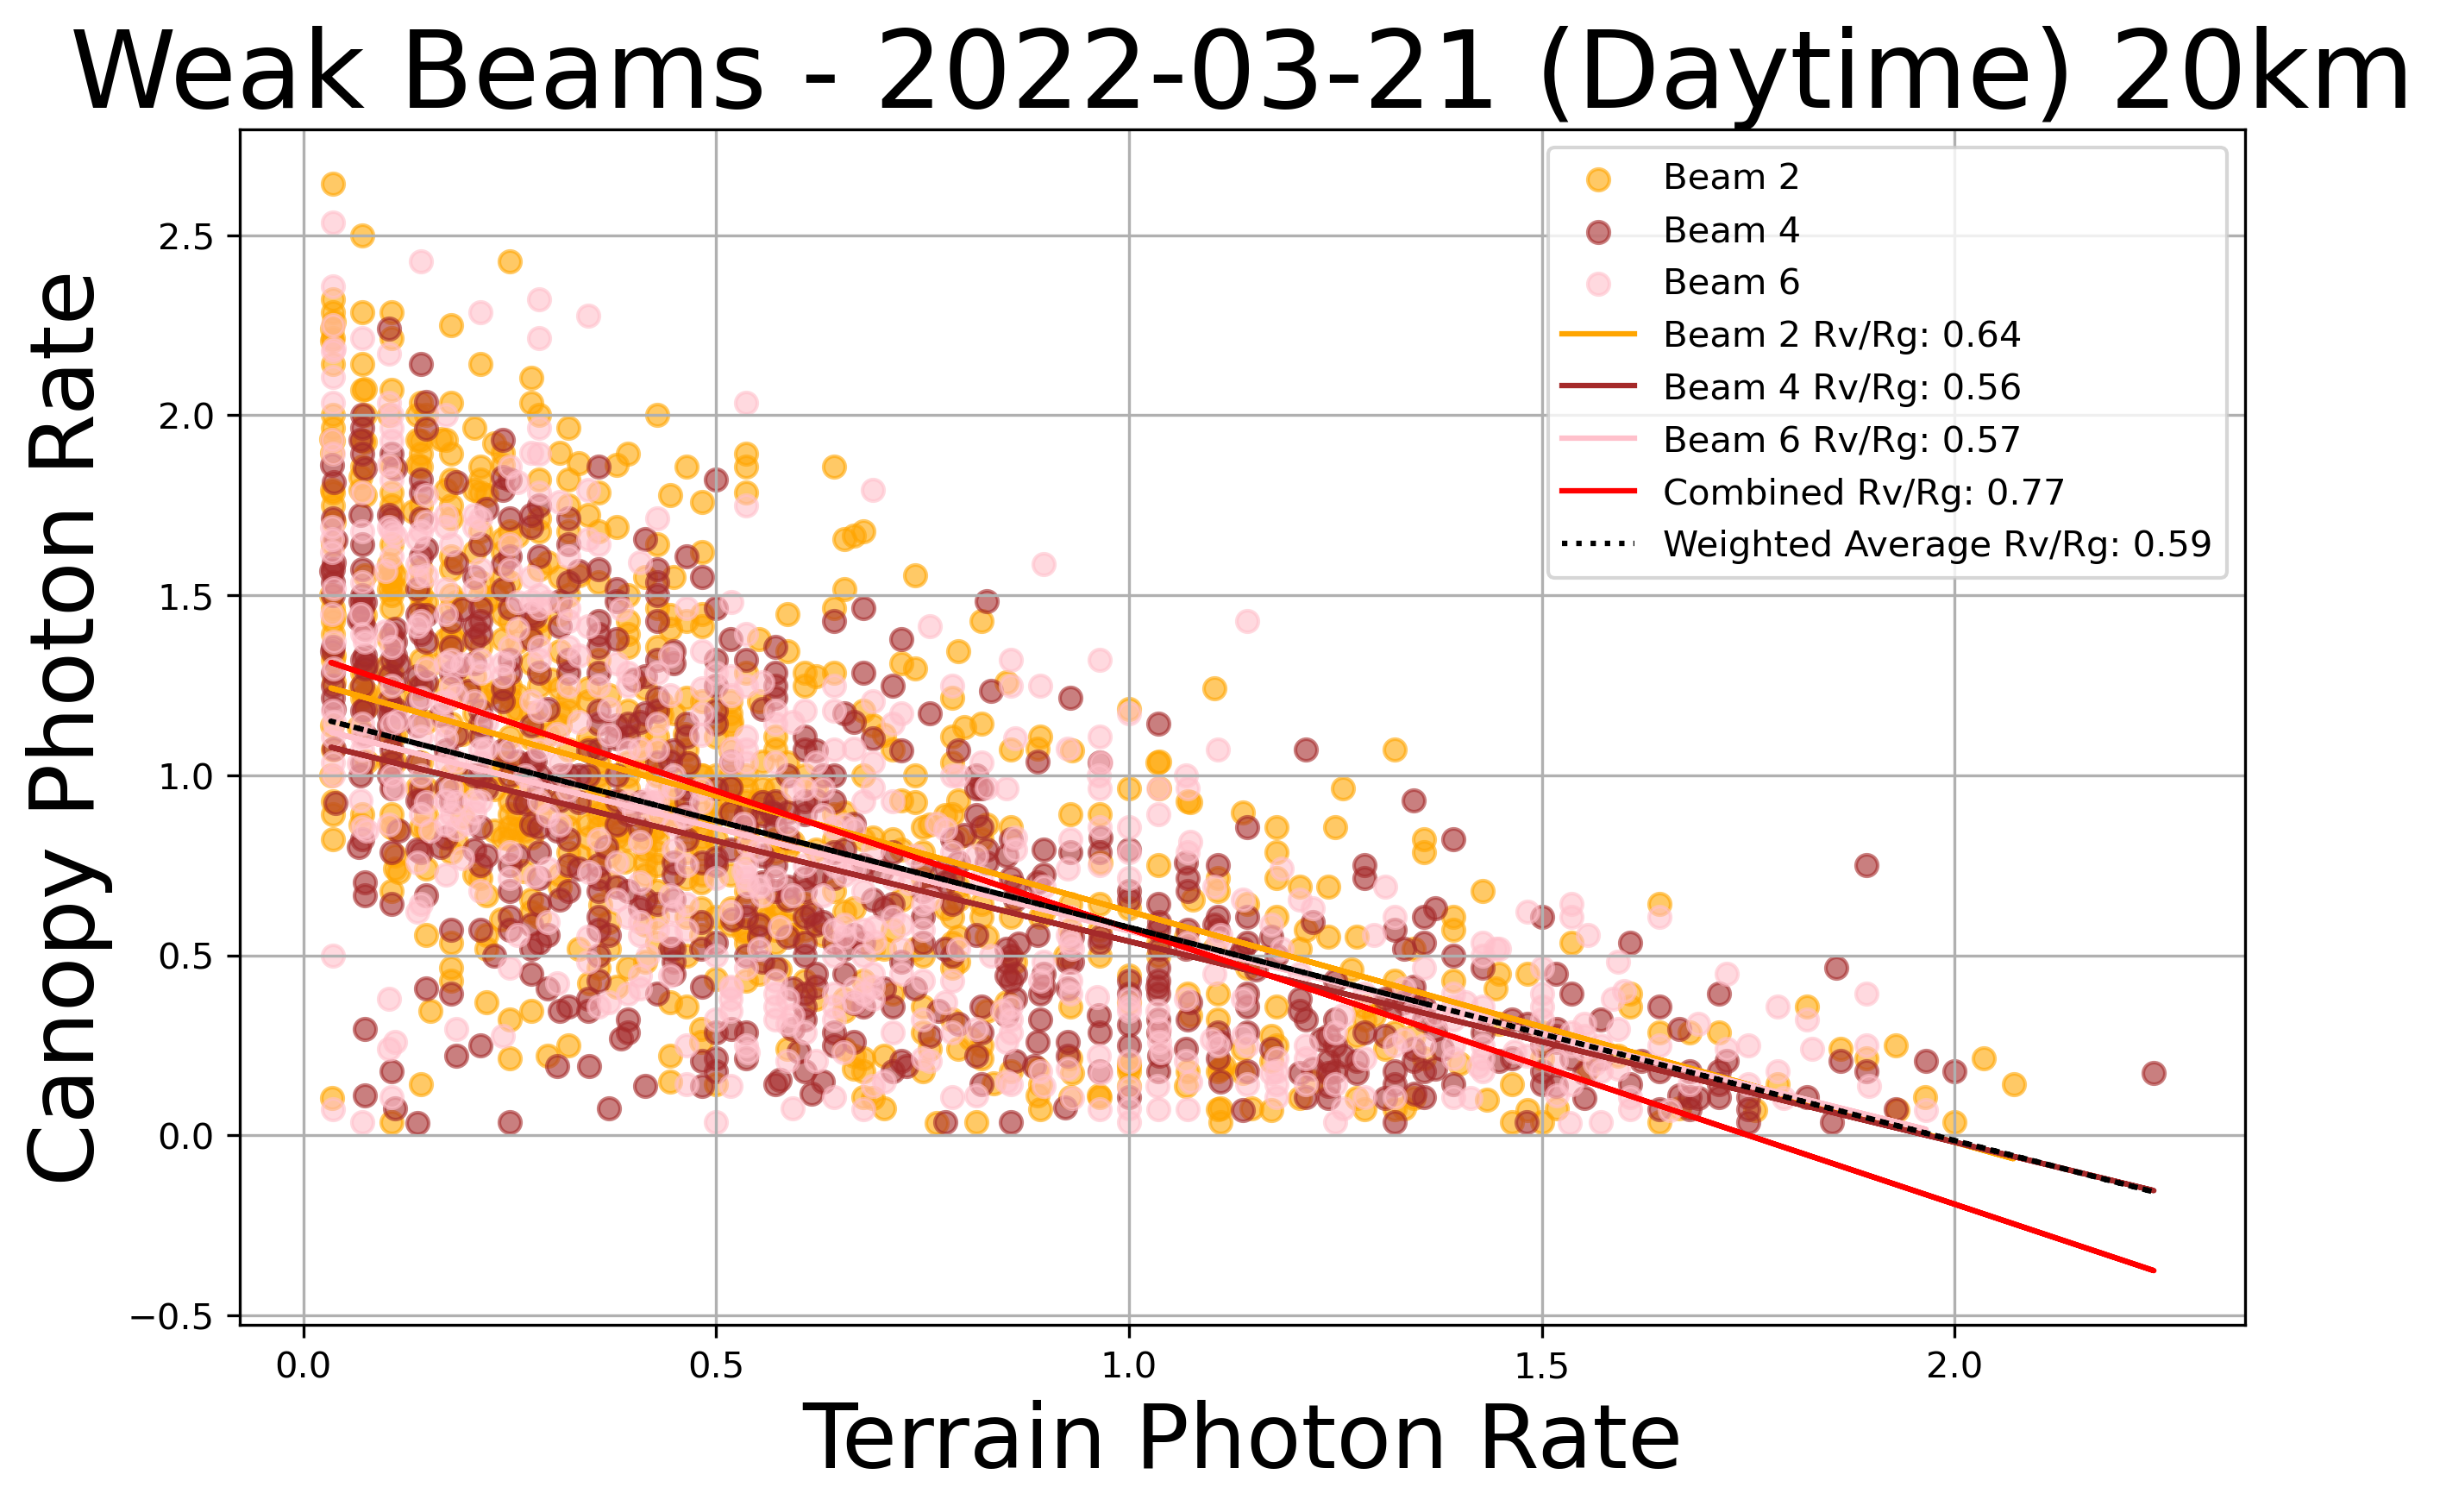 Weak Beams - 2022-03-21 (Daytime) 20km
Canopy Photon Rate
2.5
2.0
1.5
1.0
0.5
0.0
−0.5
Beam 2
Beam 4
Beam 6
Beam 2 Rv/Rg: 0.64
Beam 4 Rv/Rg: 0.56
Beam 6 Rv/Rg: 0.57
Combined Rv/Rg: 0.77
Weighted Average Rv/Rg: 0.59
0.0 0.5 1.0 1.5 2.0
Terrain Photon Rate